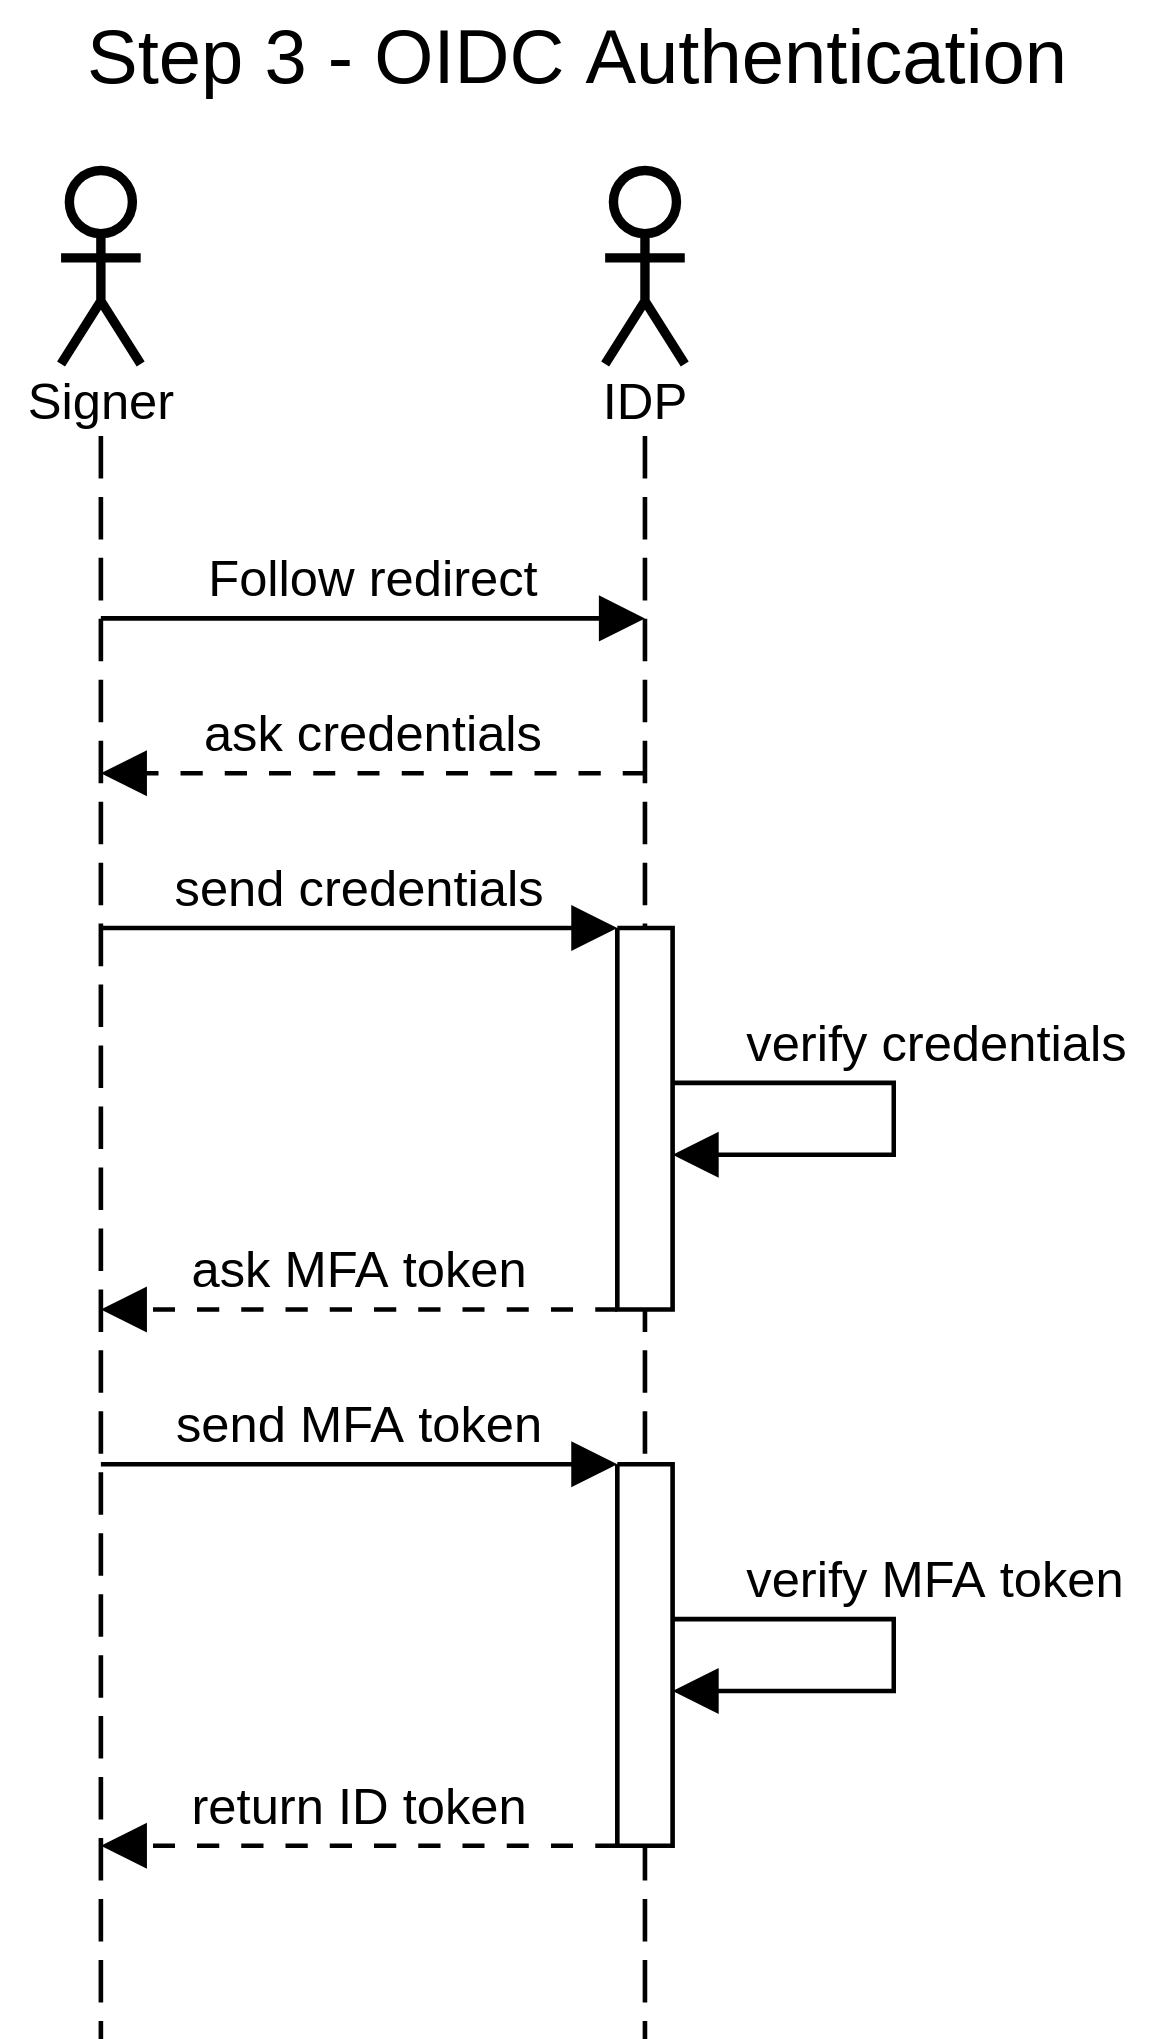 Step 3 - OIDC Authentication
Signer
IDP
Follow redirect
ask credentials
send credentials
verify credentials
ask MFA token
send MFA token
verify MFA token
return ID token